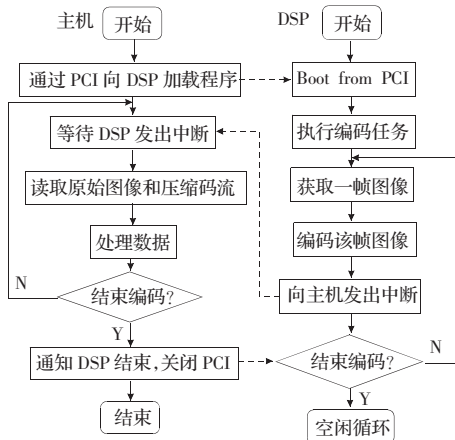 主机
开始
通过 PCI 向 DSP 加载程序
等待 DSP 发出中断
读取原始图像和压缩码流
处理数据
N
结束编码?
Y
通知 DSP 结束,关闭 PCI
结束
DSP
开始
Boot from PCI
执行编码任务
获取一帧图像
编码该帧图像
向主机发出中断
结束编码?
N
Y
空闲循环